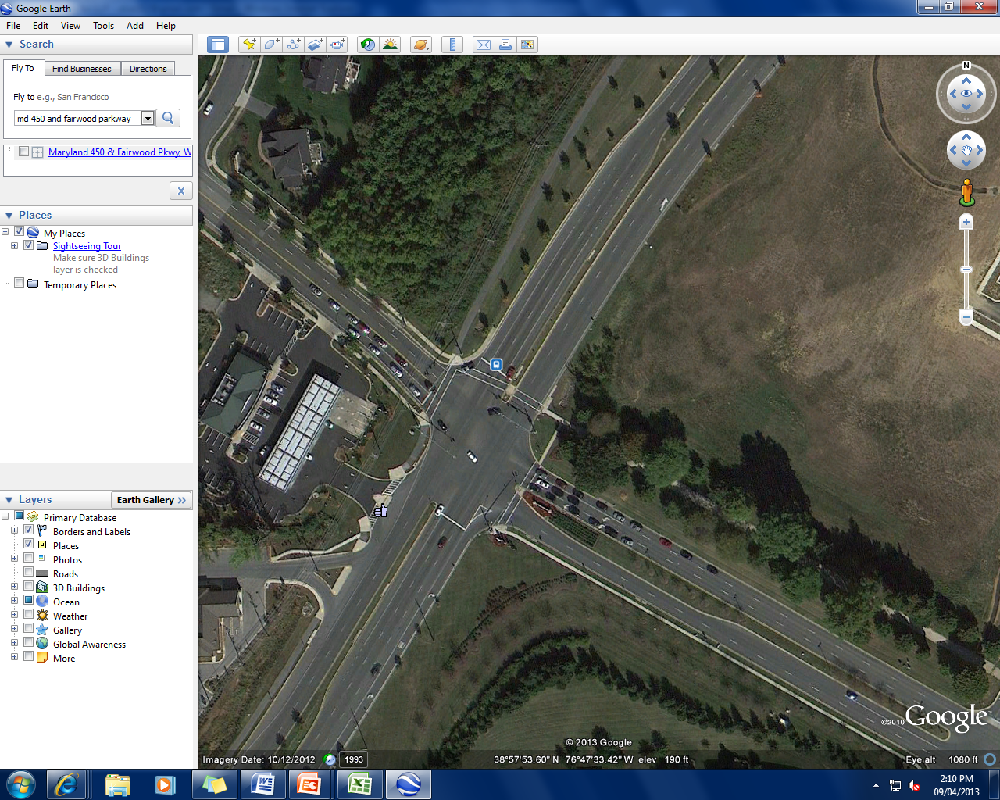 Google Earth
File Edit View Tools Add Help
Search
Fly To Find Businesses Directions
Fly to e.g., San Francisco
md 450 and fairwood parkway
Maryland 450 & Fairwood Pkwy, W
Places
My Places
Sightseeing Tour
Make sure 3D Buildings
layer is checked
Temporary Places
Layers
Earth Gallery >>
Primary Database
Borders and Labels
Places
Photos
Roads
3D Buildings
Ocean
Weather
Gallery
Global Awareness
More
N
©2010 Google
© 2013 Google
Imagery Date: 10/12/2012 1993 38°57'53.60" N 76°47'33.42" W elev 190 ft Eye alt 1080 ft
2:10 PM
09/04/2013